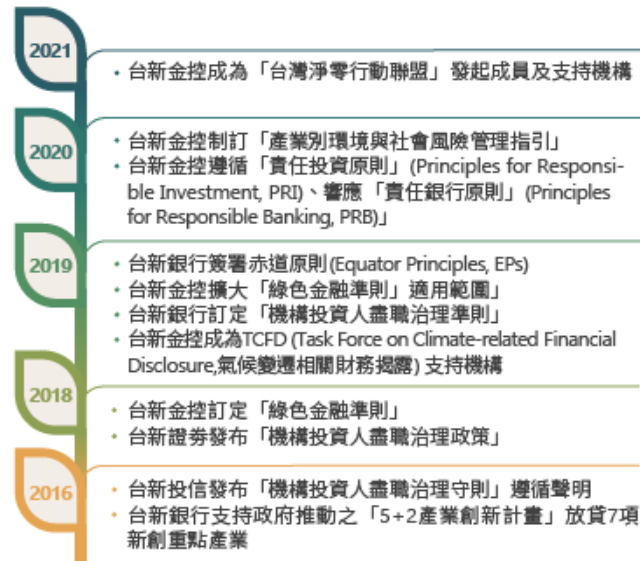 2021
・台新金控成為「台灣淨零行動聯盟」發起成員及支持機構
2020
・台新金控制訂「產業別環境與社會風險管理指引」
・台新金控遵循「責任投資原則」(Principles for Responsi-
ble Investment, PRI)、響應「責任銀行原則」(Principles
for Responsible Banking, PRB)」
2019
・台新銀行簽署赤道原則(Equator Principles, EPs)
・台新金控擴大「綠色金融準則」適用範圍」
・台新銀行訂定「機構投資人盡職治理準則」
・台新金控成為TCFD (Task Force on Climate-related Financial
Disclosure,氣候變遷相關財務揭露) 支持機構
2018
・台新金控訂定「綠色金融準則」
・台新證券發布「機構投資人盡職治理政策」
2016
・台新投信發布「機構投資人盡職治理守則」遵循聲明
・台新銀行支持政府推動之「5+2產業創新計畫」放貸7項
新創重點產業